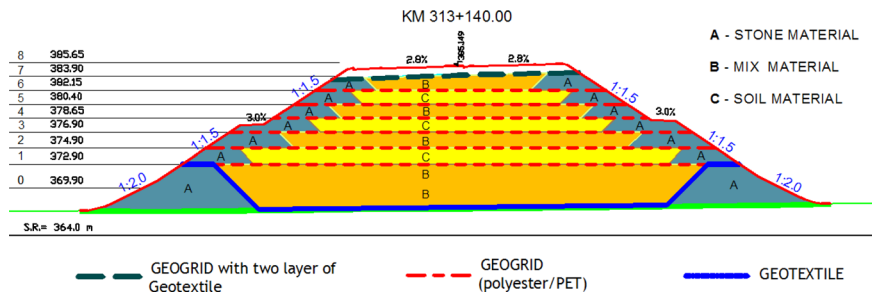 KM 313+140.00
A - STONE MATERIAL
B - MIX MATERIAL
C - SOIL MATERIAL
385.149
2.8% 2.8%
8 385.65
7 383.90
6 382.15
5 380.40
4 378.65
3 376.90
2 374.90
1 372.90
0 369.90
1:1.5 1:1.5
3.0% 3.0%
1:1.5 1:1.5
1:2.0 1:2.0
A B A
A C A
A B A
A C A
A B A
A C A
B
A B A
S.R.= 364.0 m
GEOGRID with two layer of
Geotextile
GEOGRID
(polyester/PET)
GEOTEXTILE